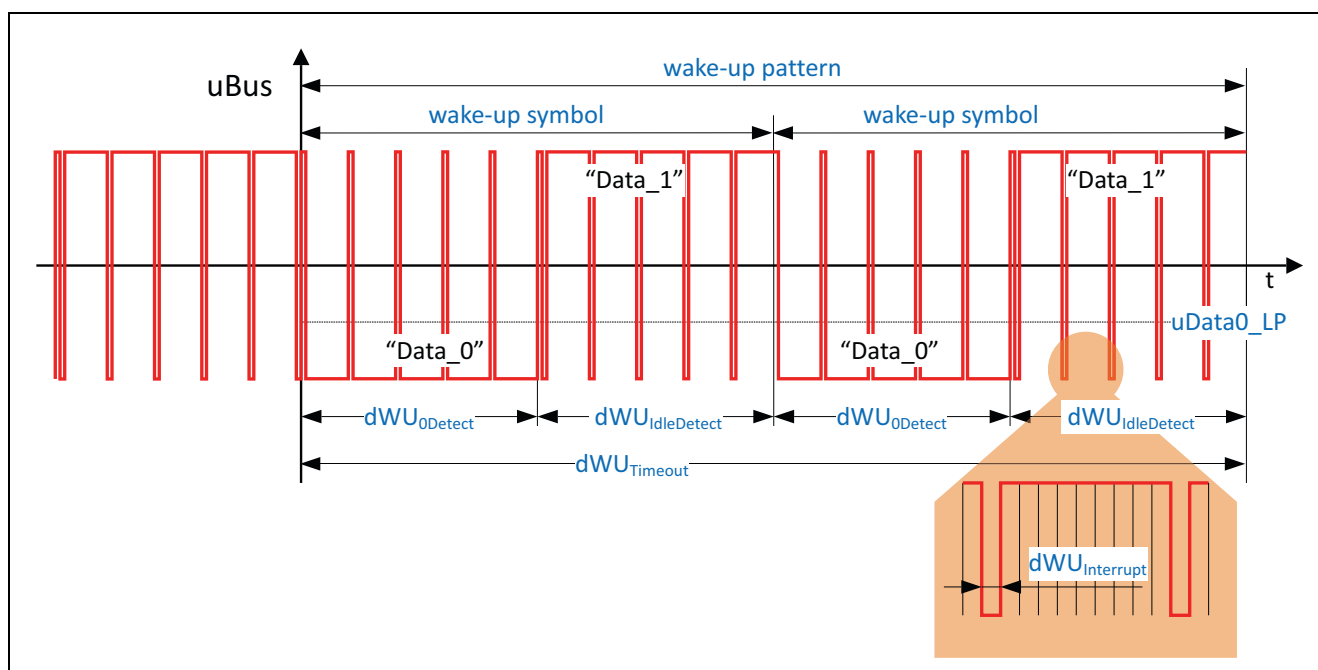 wake-up pattern
uBus
wake-up symbol
wake-up symbol
“Data_1”
“Data_1”
t
uData0_LP
“Data_0”
“Data_0”
dWU0Detect
dWUIdleDetect
dWU0Detect
dWUIdleDetect
dWUTimeout
dWUInterrupt